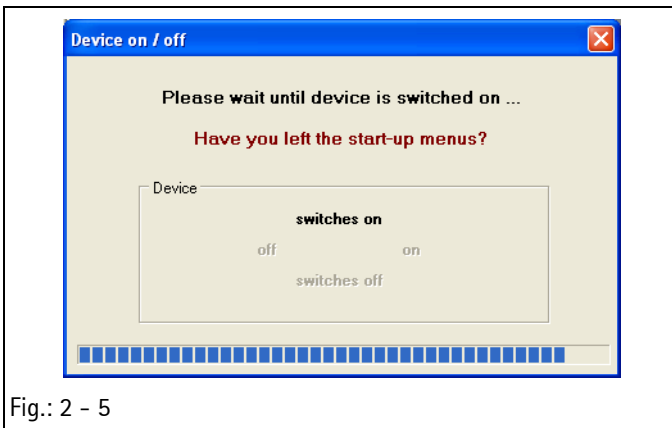 Device on / off
Please wait until device is switched on ...
Have you left the start-up menus?
Device
switches on
off on
switches off
Fig.: 2 - 5